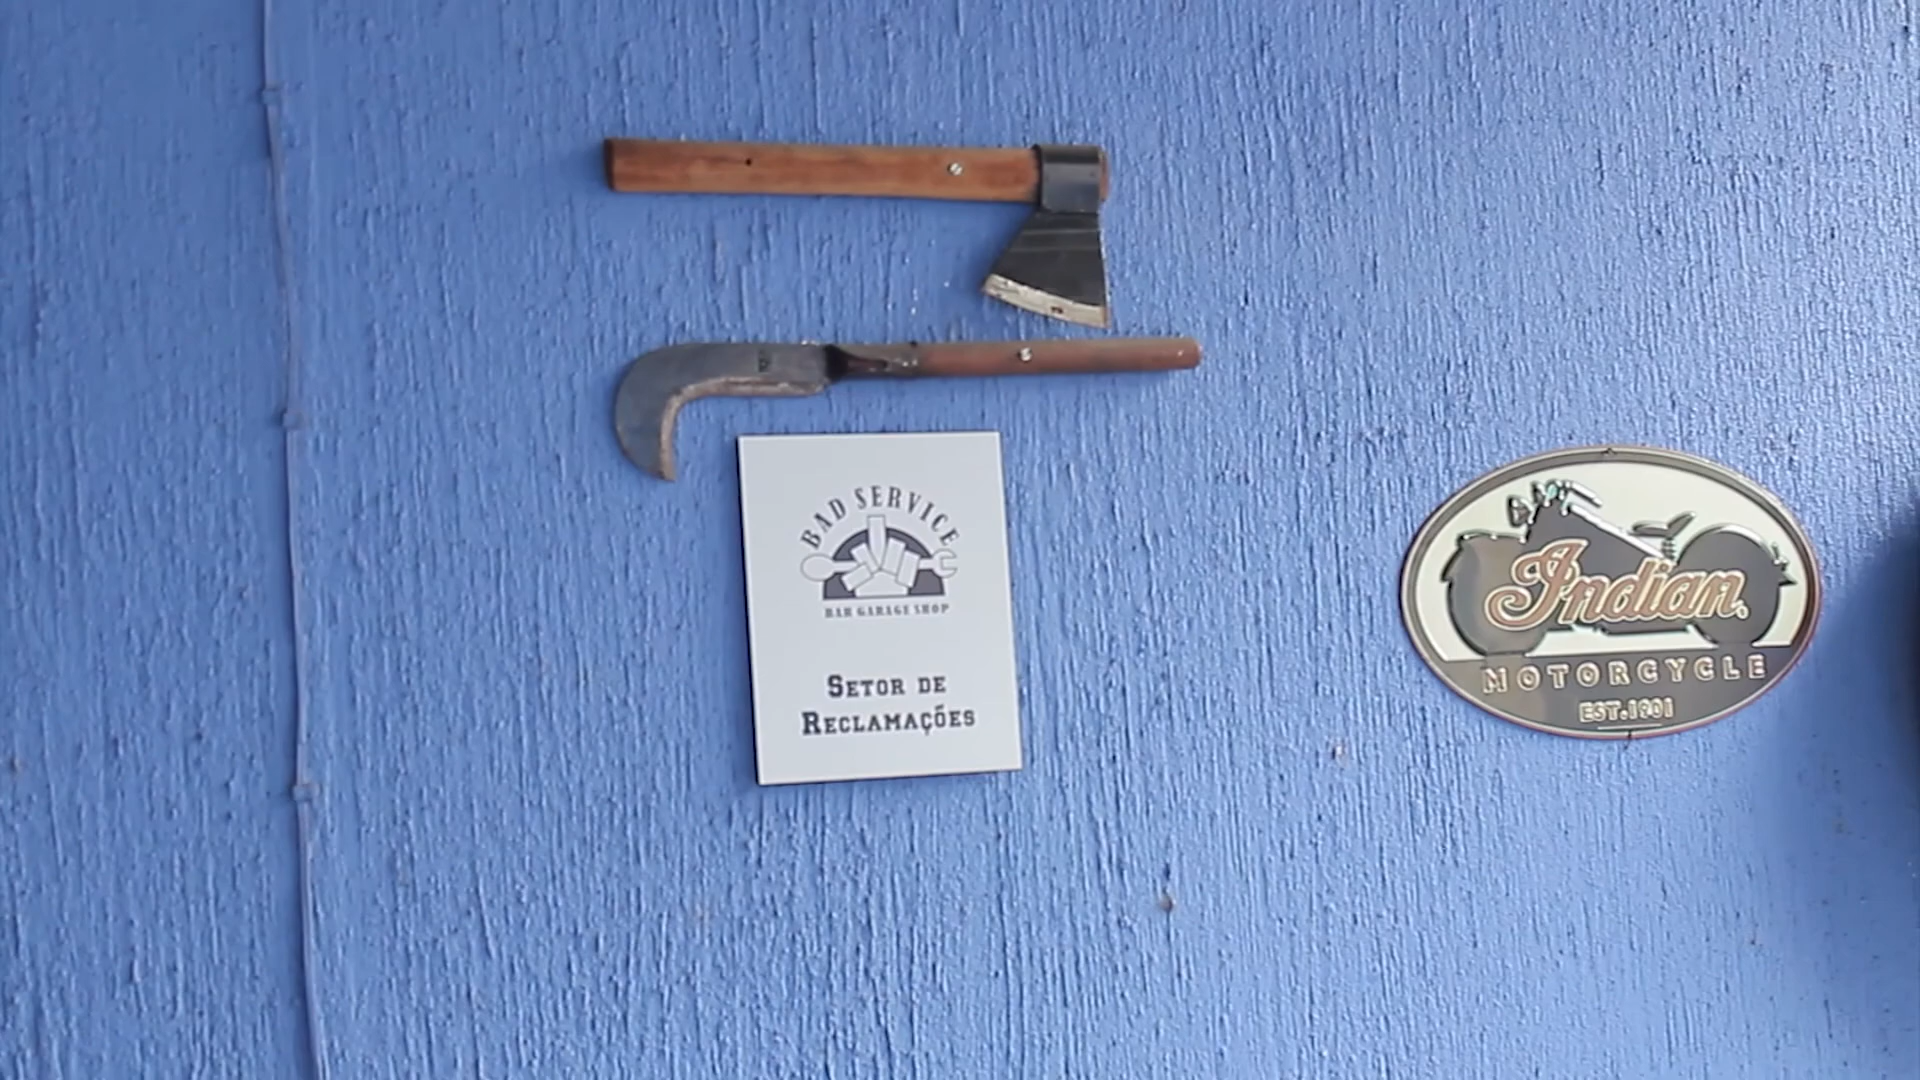 BAD SERVICE
BAR GARAGE SHOP
SETOR DE
RECLAMAÇÕES
Indian.
MOTORCYCLE
EST.1901